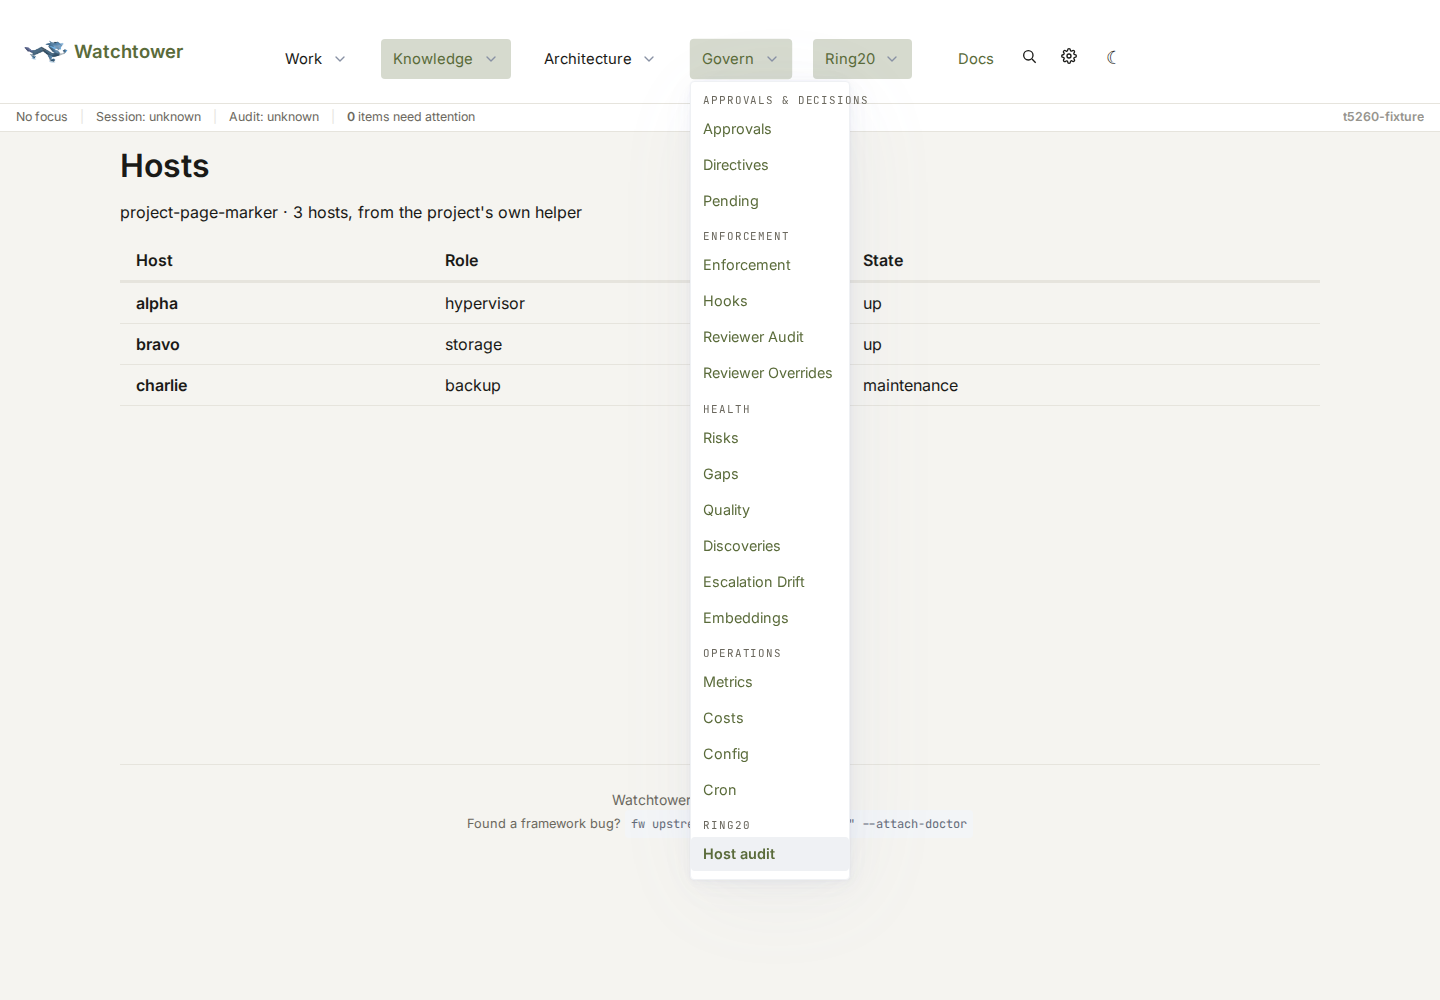 Watchtower
Work
Knowledge
Architecture
Govern
Ring20
Docs
No focus
Session: unknown
Audit: unknown
0 items need attention
t5260-fixture
APPROVALS & DECISIONS
Approvals
Directives
Pending
ENFORCEMENT
Enforcement
Hooks
Reviewer Audit
Reviewer Overrides
HEALTH
Risks
Gaps
Quality
Discoveries
Escalation Drift
Embeddings
OPERATIONS
Metrics
Costs
Config
Cron
RING20
Host audit
Hosts
project-page-marker · 3 hosts, from the project's own helper
Host Role State
alpha hypervisor up
bravo storage up
charlie backup maintenance
Watchtower
Found a framework bug? fw " --attach-doctor